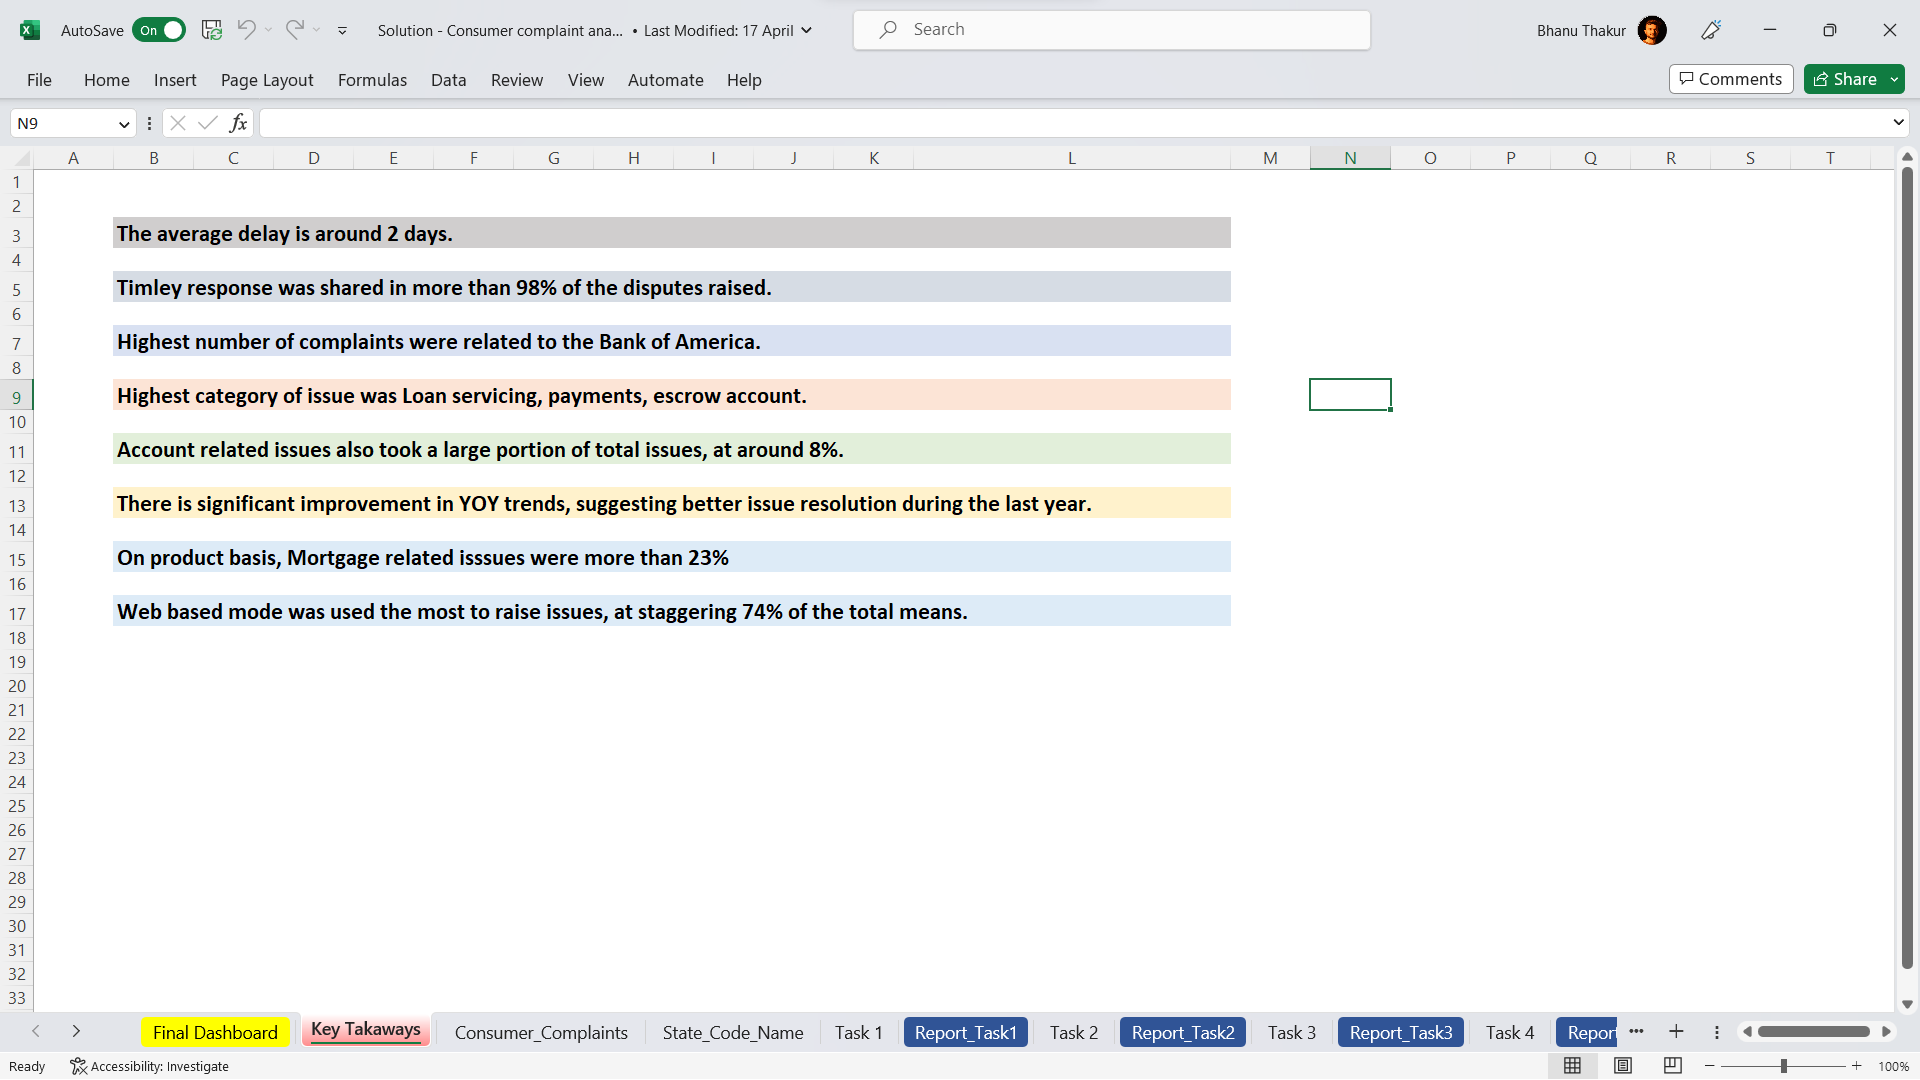 AutoSave On Solution - Consumer complaint ana... • Last Modified: 17 April Search Bhanu Thakur
File Home Insert Page Layout Formulas Data Review View Automate Help Comments Share
N9 fx
A B C D E F G H I J K L M N O P Q R S T
1
2
3 The average delay is around 2 days.
4
5 Timley response was shared in more than 98% of the disputes raised.
6
7 Highest number of complaints were related to the Bank of America.
8
9 Highest category of issue was Loan servicing, payments, escrow account.
10
11 Account related issues also took a large portion of total issues, at around 8%.
12
13 There is significant improvement in YOY trends, suggesting better issue resolution during the last year.
14
15 On product basis, Mortgage related isssues were more than 23%
16
17 Web based mode was used the most to raise issues, at staggering 74% of the total means.
18
19
20
21
22
23
24
25
26
27
28
29
30
31
32
33
Final Dashboard Key Takaways Consumer_Complaints State_Code_Name Task 1 Report_Task1 Task 2 Report_Task2 Task 3 Report_Task3 Task 4 Report ...
Ready Accessibility: Investigate 100%